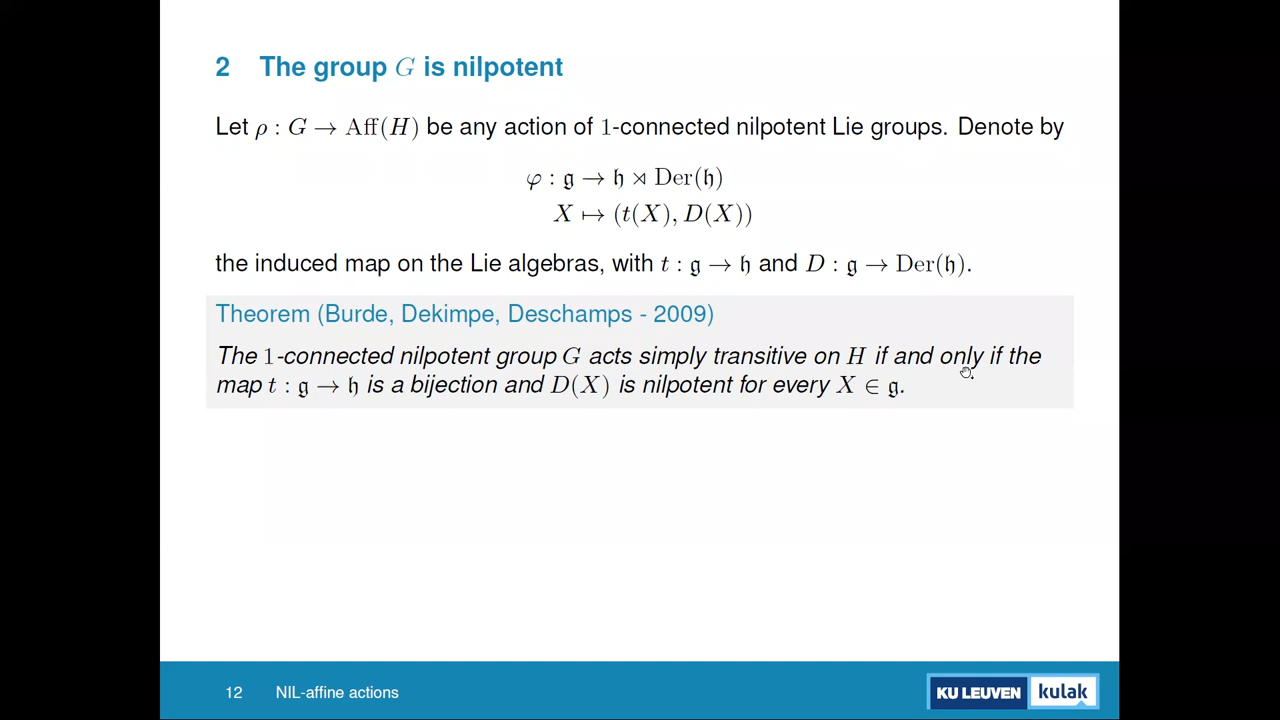 2 The group G is nilpotent
Let ρ : G → Aff(H) be any action of 1-connected nilpotent Lie groups. Denote by
φ : 𝔤 → 𝔥 ⋊ Der(𝔥)
X ↦ (t(X), D(X))
the induced map on the Lie algebras, with t : 𝔤 → 𝔥 and D : 𝔤 → Der(𝔥).
Theorem (Burde, Dekimpe, Deschamps - 2009)
The 1-connected nilpotent group G acts simply transitive on H if and only if the
map t : 𝔤 → 𝔥 is a bijection and D(X) is nilpotent for every X ∈ 𝔤.
12 NIL-affine actions
KU LEUVEN kulak